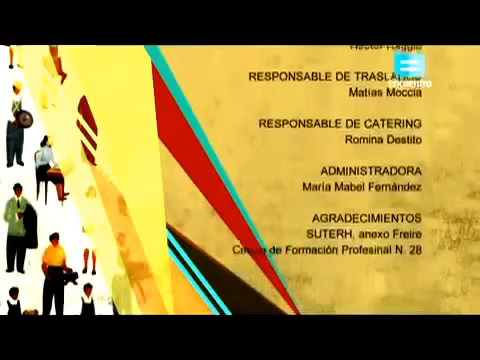 RESPONSABLE DE TRASLADOS
Matías Moccia
RESPONSABLE DE CATERING
Romina Destito
ADMINISTRADORA
María Mabel Fernández
AGRADECIMIENTOS
SUTERH, anexo Freire
de Formación Profesinal N. 28
encuentro